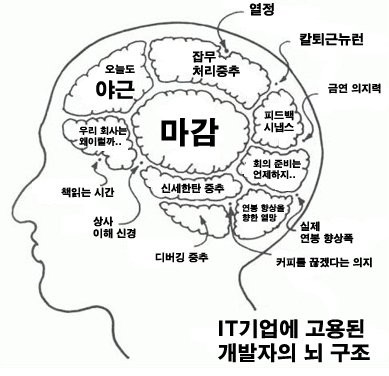 열정
칼퇴근뉴런
잡무
처리중추
오늘도
야근
금연 의지력
피드백
시냅스
마감
우리 회사는
왜이럴까..
회의 준비는
언제하지..
책읽는 시간
신세한탄 중추
상사
이해 신경
연봉 향상을
향한 열망
실제
연봉 향상폭
디버깅 중추
커피를 끊겠다는 의지
IT기업에 고용된
개발자의 뇌 구조